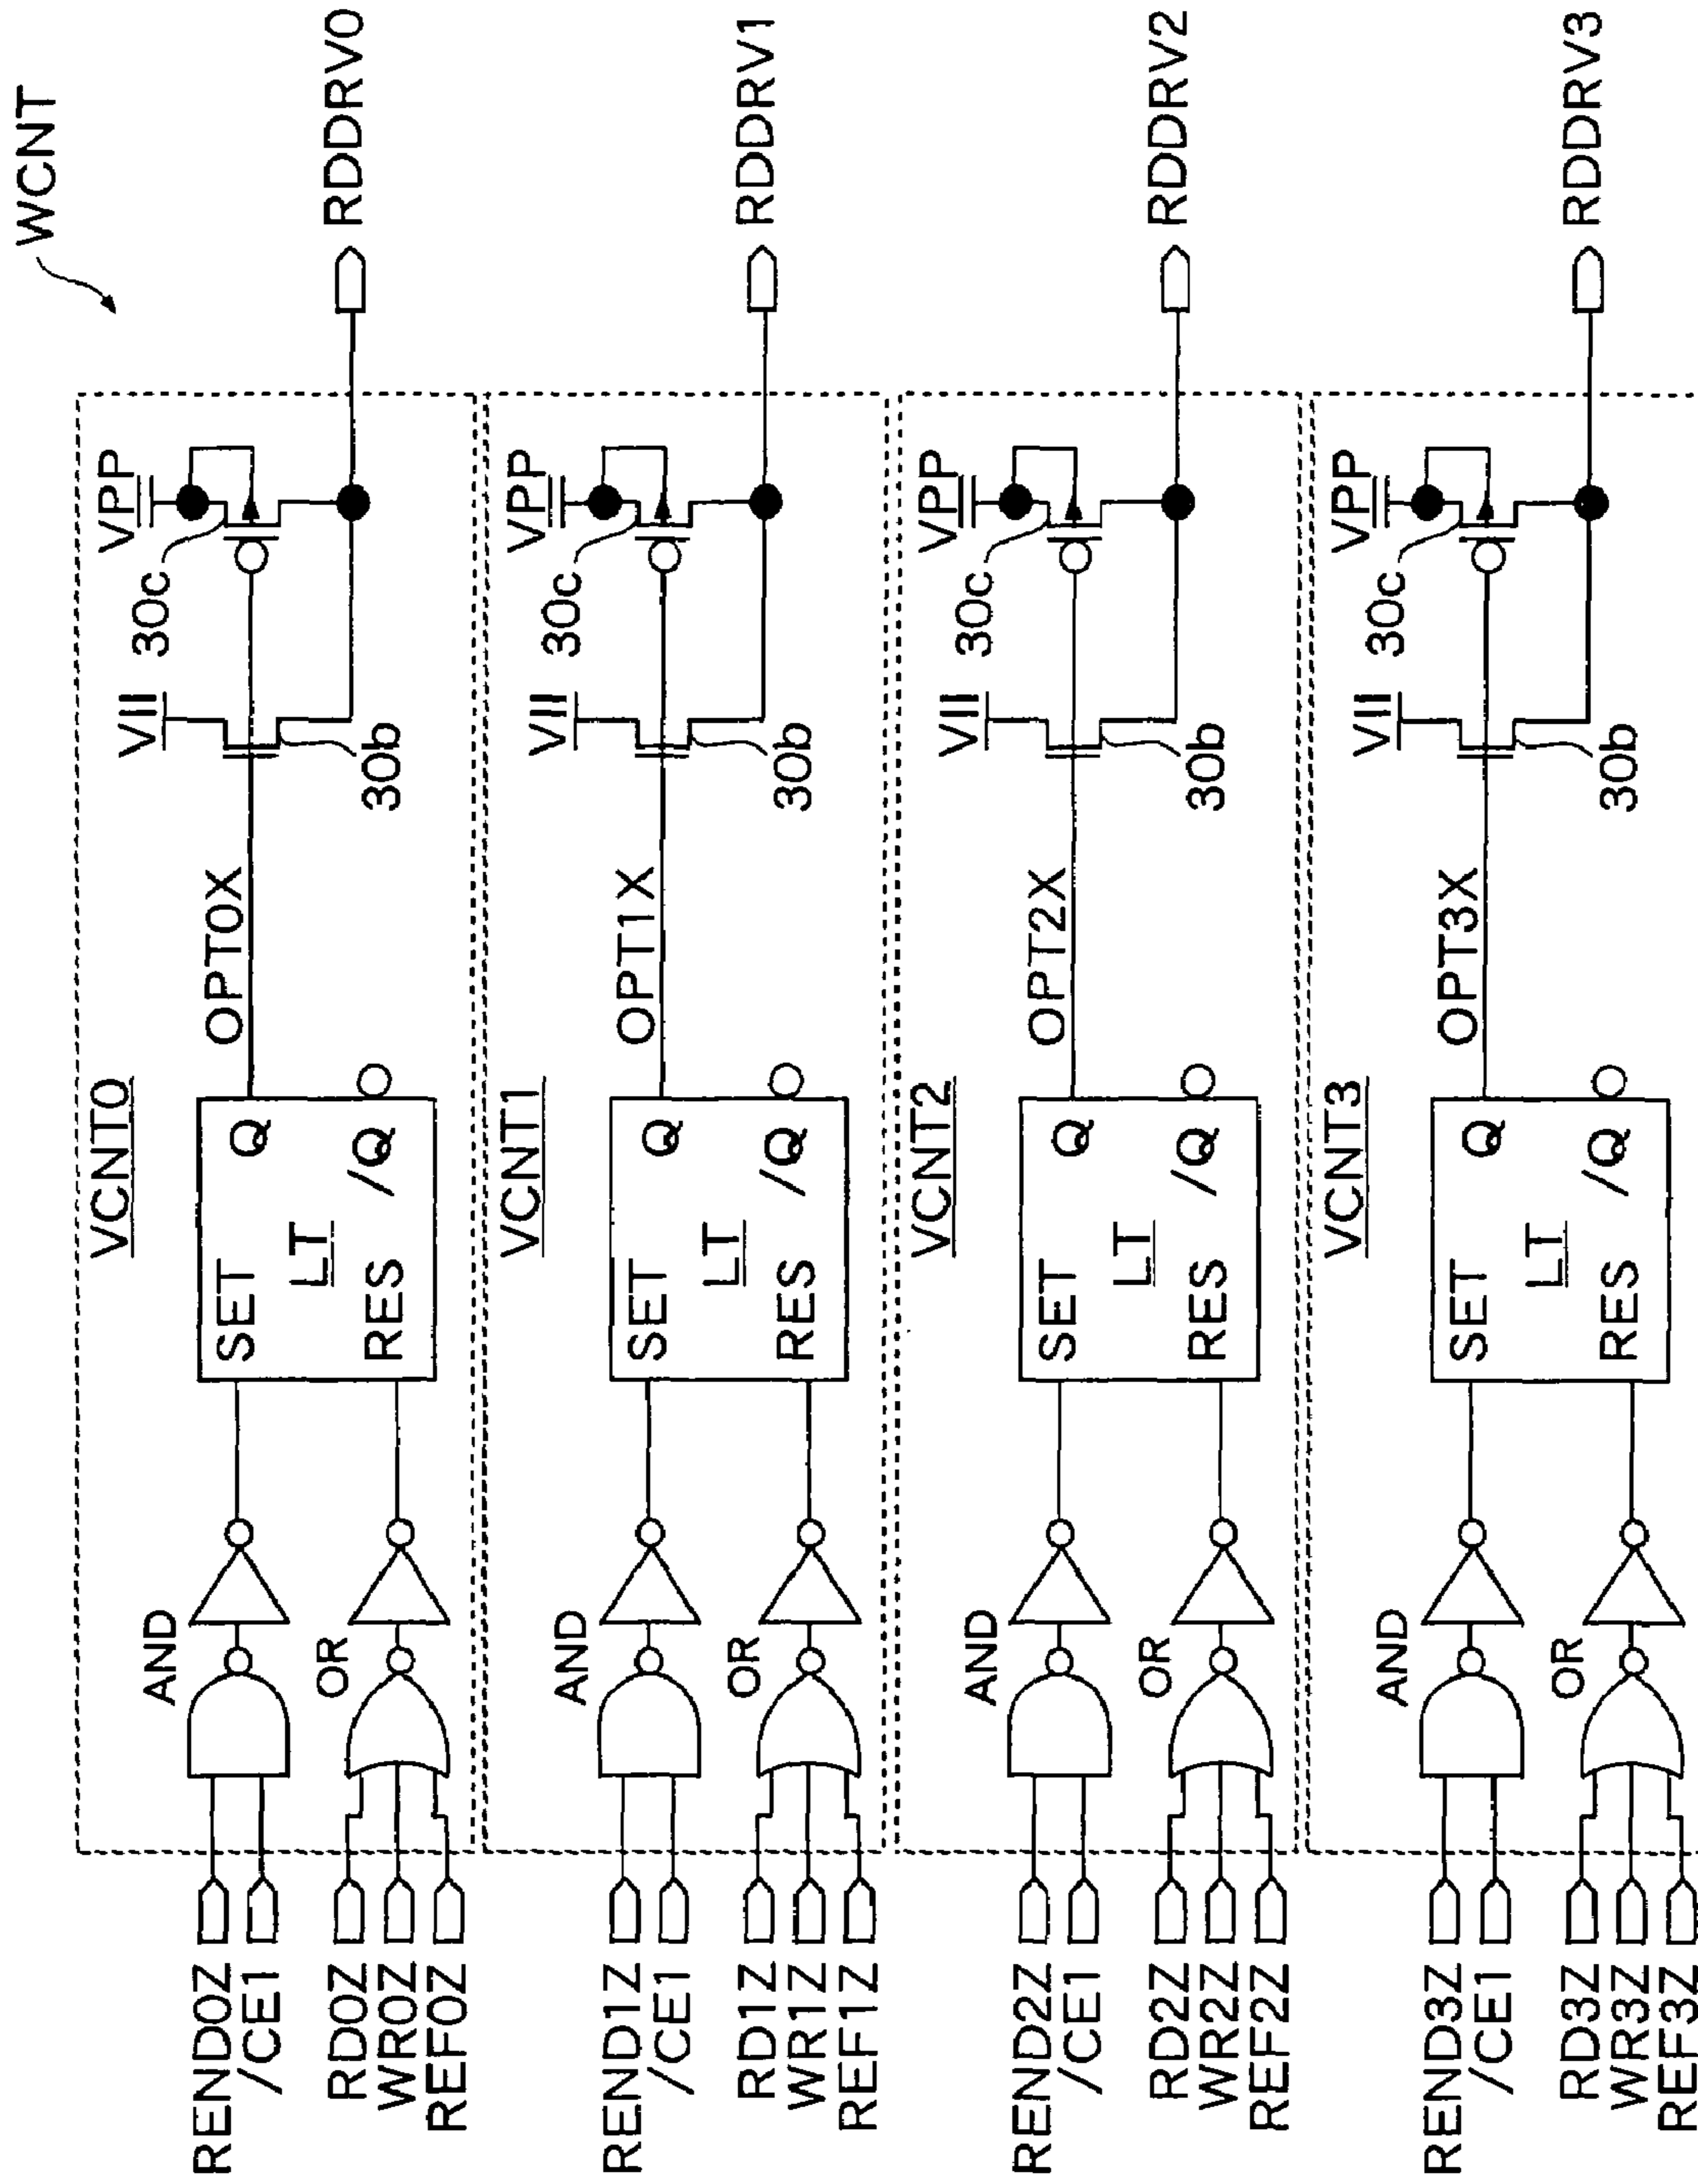 WCNT
VCNT0
REND0Z
/CE1
RD0Z
WR0Z
REF0Z
AND
OR
SET
Q
LT
RES
/Q
OPT0X
VII
30b
VPP
30c
RDDRV0
VCNT1
REND1Z
/CE1
RD1Z
WR1Z
REF1Z
AND
OR
SET
Q
LT
RES
/Q
OPT1X
VII
30b
VPP
30c
RDDRV1
VCNT2
REND2Z
/CE1
RD2Z
WR2Z
REF2Z
AND
OR
SET
Q
LT
RES
/Q
OPT2X
VII
30b
VPP
30c
RDDRV2
VCNT3
REND3Z
/CE1
RD3Z
WR3Z
REF3Z
AND
OR
SET
Q
LT
RES
/Q
OPT3X
VII
30b
VPP
30c
RDDRV3